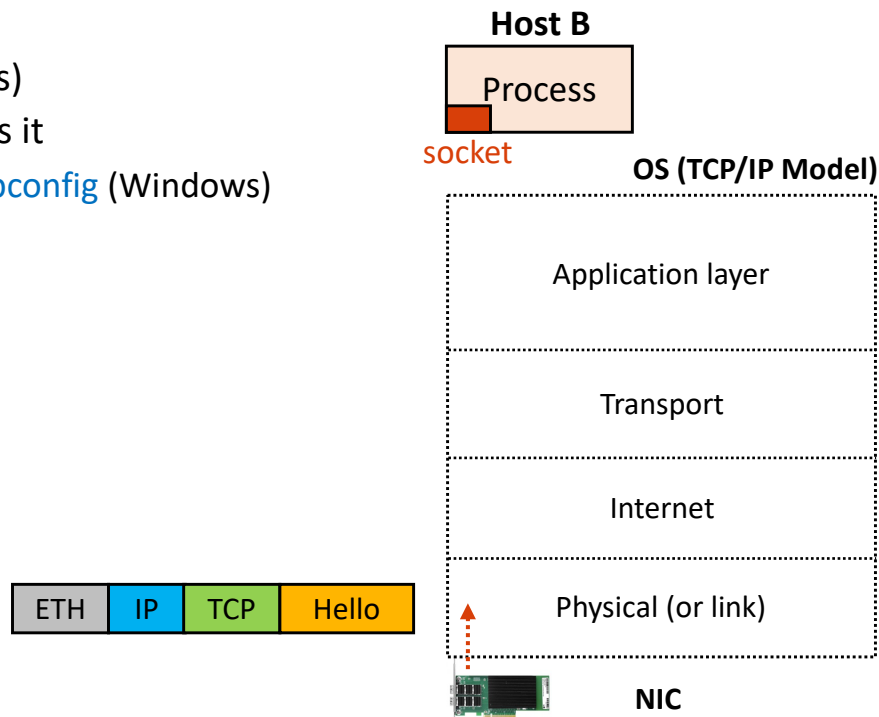 Host B
s)
Process
s it
socket
OS (TCP/IP Model)
pconfig (Windows)
Application layer
Transport
Internet
ETH IP TCP Hello
Physical (or link)
NIC